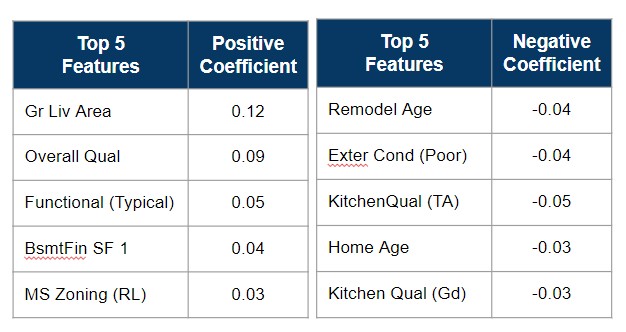 Top 5
Features
Positive
Coefficient
Gr Liv Area
0.12
Overall Qual
0.09
Functional (Typical)
0.05
BsmtFin SF 1
0.04
MS Zoning (RL)
0.03
Top 5
Features
Negative
Coefficient
Remodel Age
-0.04
Exter Cond (Poor)
-0.04
KitchenQual (TA)
-0.05
Home Age
-0.03
Kitchen Qual (Gd)
-0.03